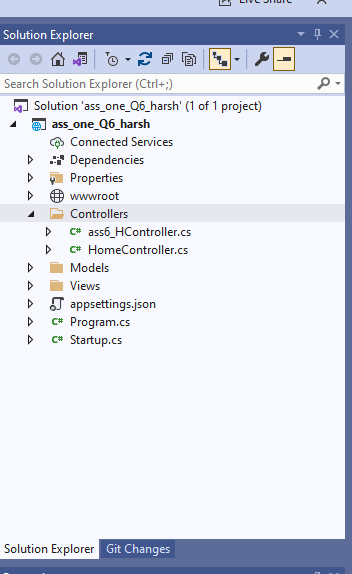 Live Share
Solution Explorer
Search Solution Explorer (Ctrl+;)
Solution 'ass_one_Q6_harsh' (1 of 1 project)
ass_one_Q6_harsh
Connected Services
Dependencies
Properties
wwwroot
Controllers
C# ass6_HController.cs
C# HomeController.cs
Models
Views
appsettings.json
C# Program.cs
C# Startup.cs
Solution Explorer Git Changes